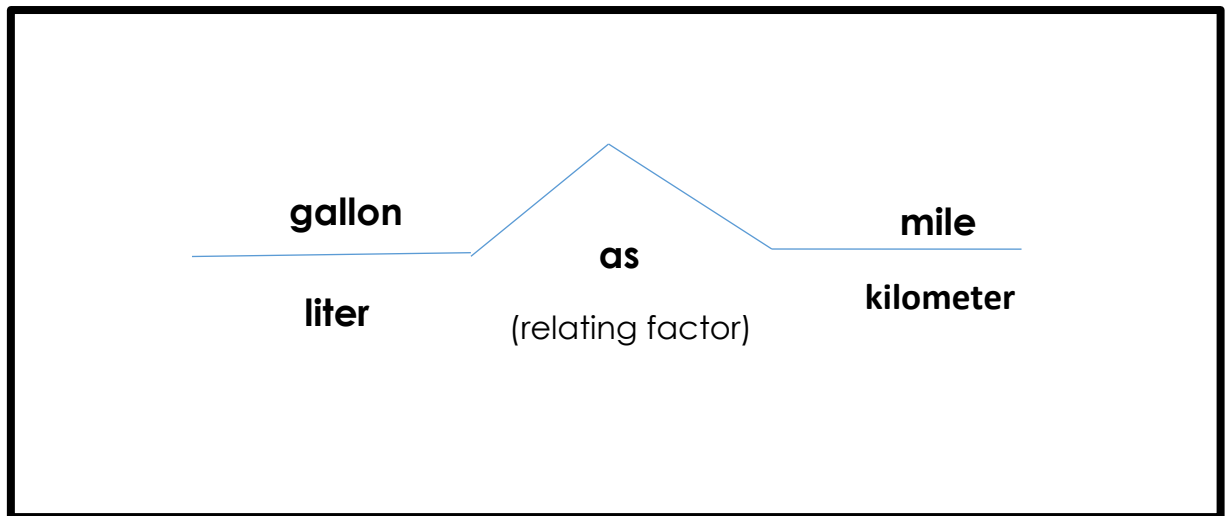 gallon
liter
as
(relating factor)
mile
kilometer